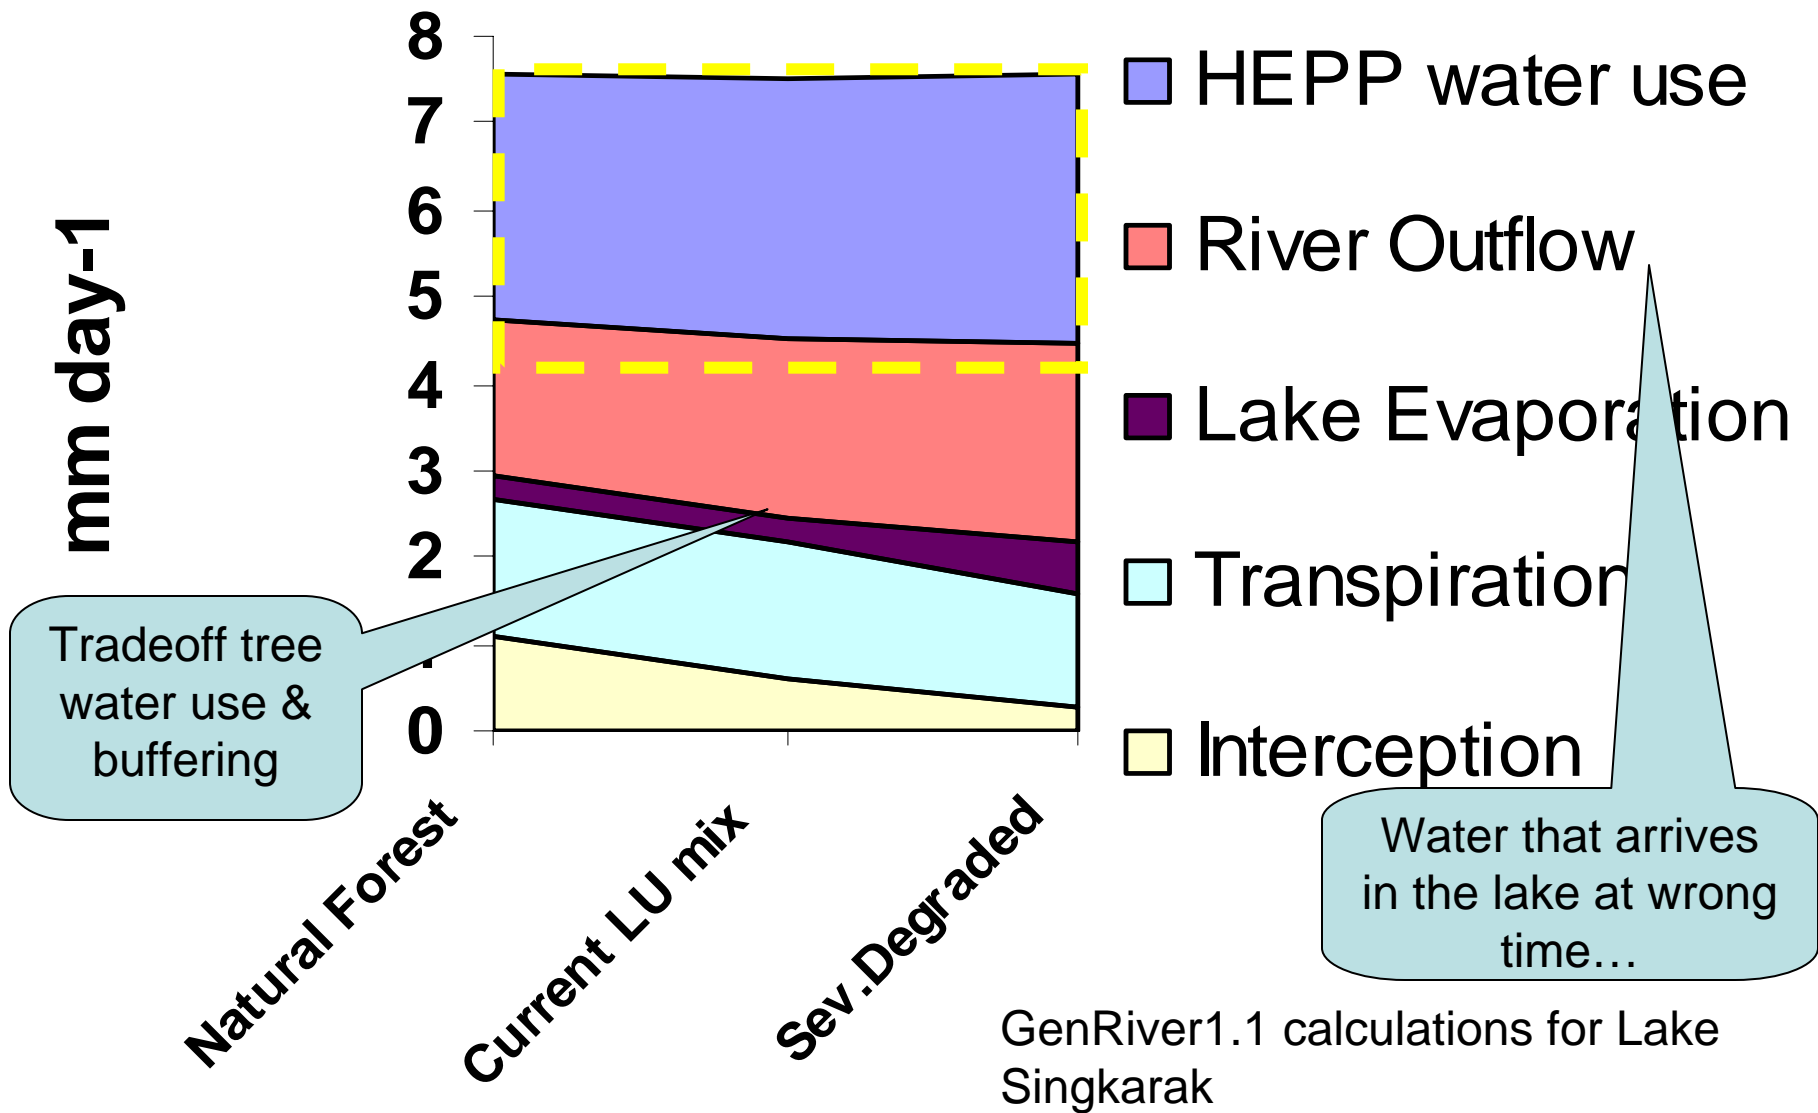 8
7
6
5
4
3
2
0
mm day-1
HEPP water use
River Outflow
Lake Evaporation
Transpiration
Interception
Tradeoff tree
water use &
buffering
Water that arrives
in the lake at wrong
time…
Natural Forest
Current LU mix
Sev.Degraded
GenRiver1.1 calculations for Lake
Singkarak